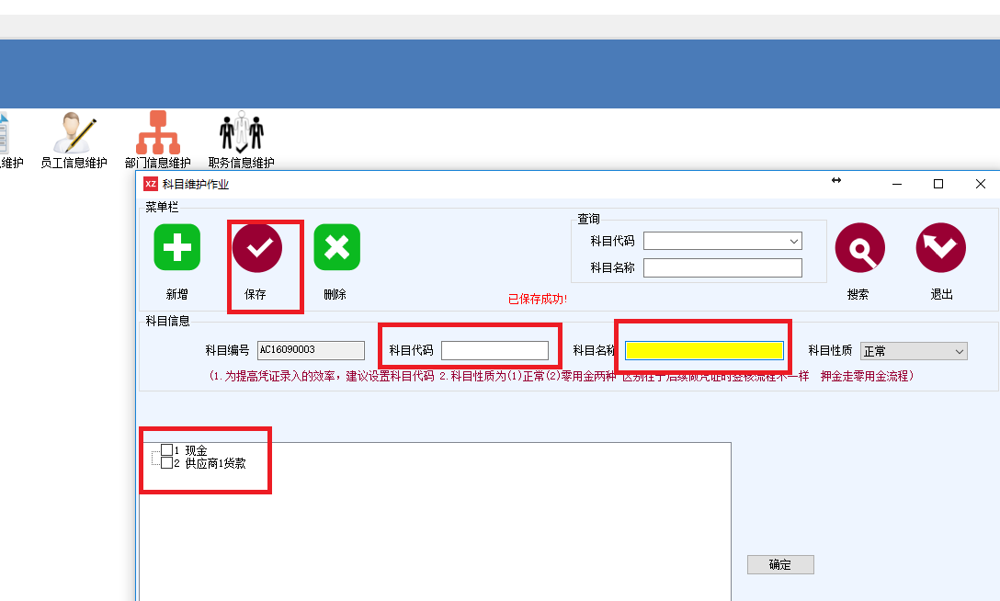 维护 员工信息维护 部门信息维护 职务信息维护
XZ 科目维护作业
菜单栏
查询
科目代码
科目名称
新增 保存 删除 搜索 退出
已保存成功!
科目信息
科目编号 AC16090003 科目代码 科目名称 科目性质 正常
(1.为提高凭证录入的效率，建议设置科目代码 2.科目性质为(1)正常(2)零用金两种 区别在于后续做凭证时签核流程不一样 押金走零用金流程)
1 现金
2 供应商1货款
确定